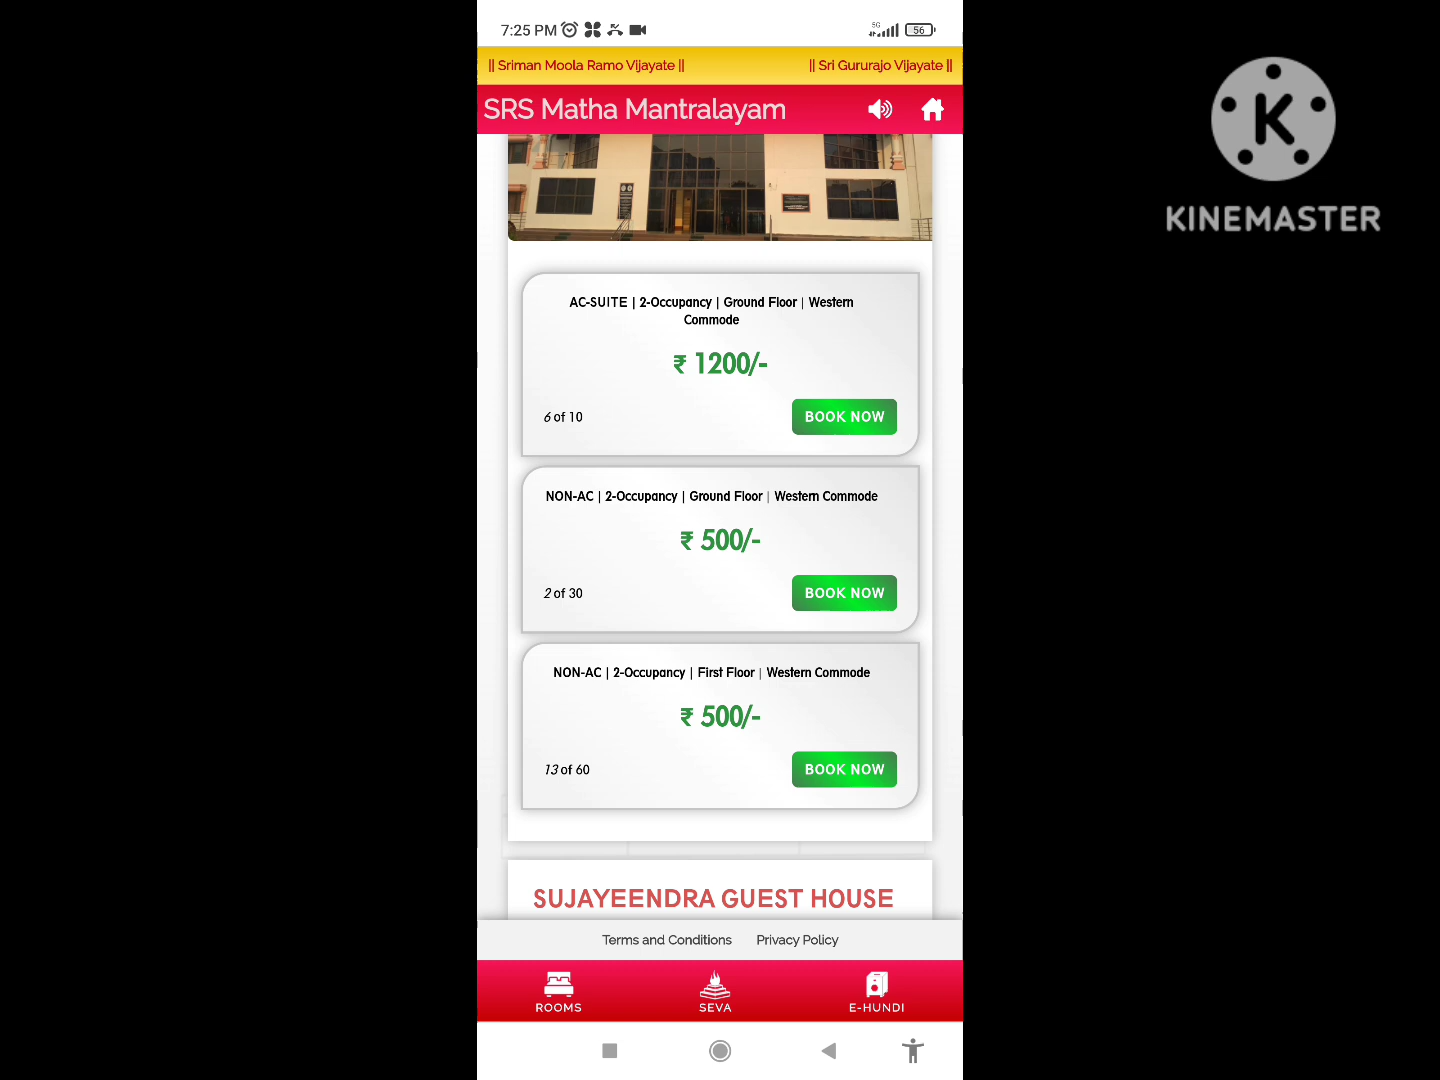 7:25 PM
5G
56
|| Sriman Moola Ramo Vijayate ||
|| Sri Gururajo Vijayate ||
SRS Matha Mantralayam
K
KINEMASTER
AC-SUITE | 2-Occupancy | Ground Floor | Western
Commode
₹ 1200/-
6 of 10
BOOK NOW
NON-AC | 2-Occupancy | Ground Floor | Western Commode
₹ 500/-
2 of 30
BOOK NOW
NON-AC | 2-Occupancy | First Floor | Western Commode
₹ 500/-
13 of 60
BOOK NOW
SUJAYEENDRA GUEST HOUSE
Terms and Conditions
Privacy Policy
ROOMS
SEVA
E-HUNDI